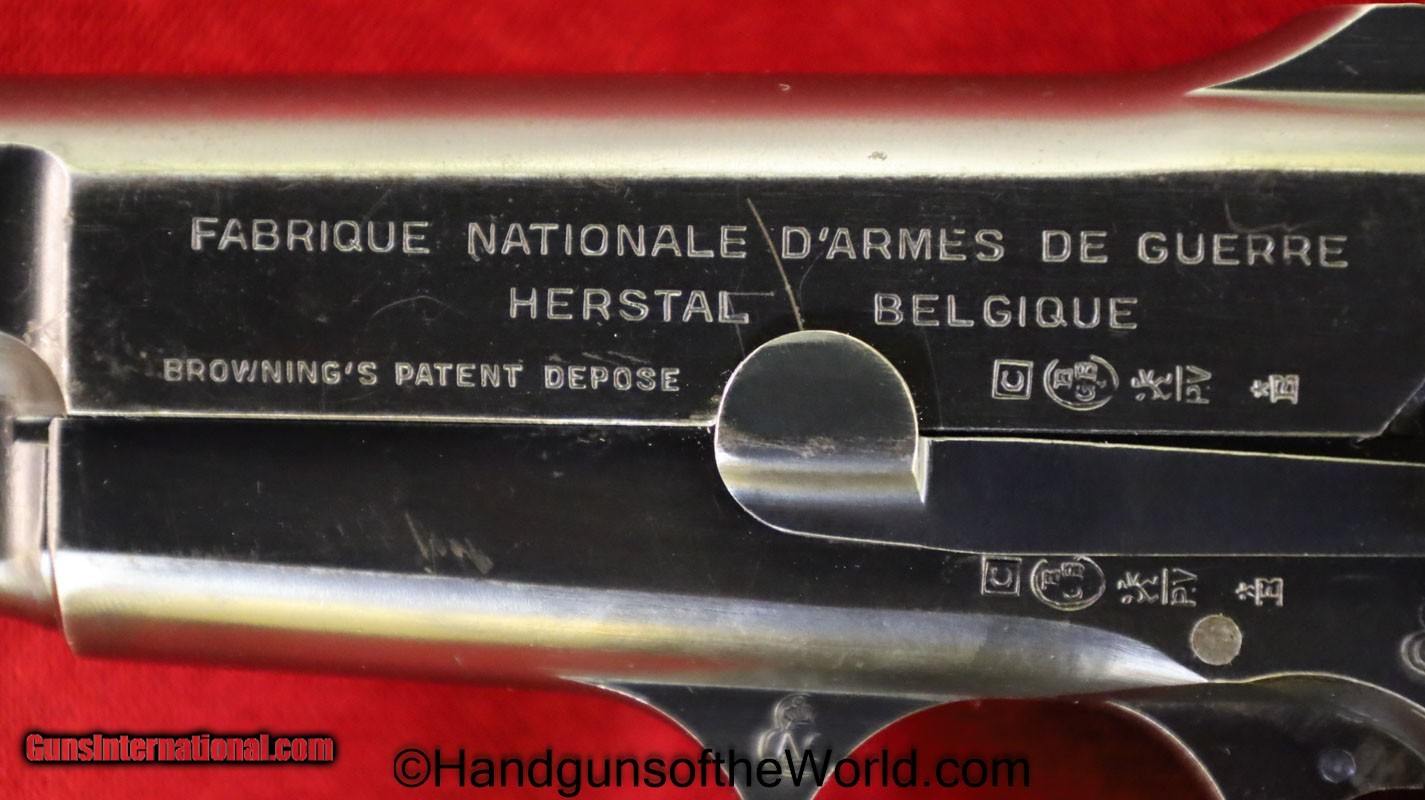 FABRIQUE NATIONALE D'ARMES DE GUERRE
HERSTAL BELGIQUE
BROWNING'S PATENT DEPOSE
C
PV
B
C
PV
B
GunsInternational.com
©HandgunsoftheWorld.com